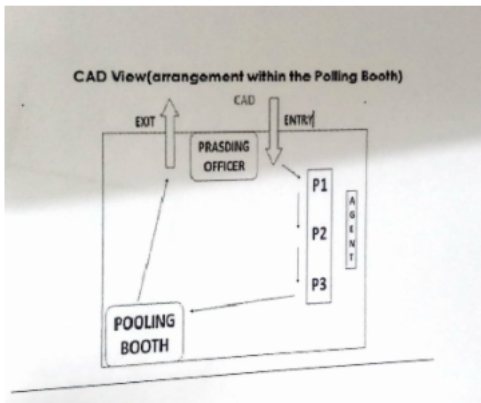 CAD View(arrangement within the Polling Booth)
CAD
EXIT
ENTRY
PRASDING
OFFICER
P1
P2
P3
AGENT
POOLING
BOOTH